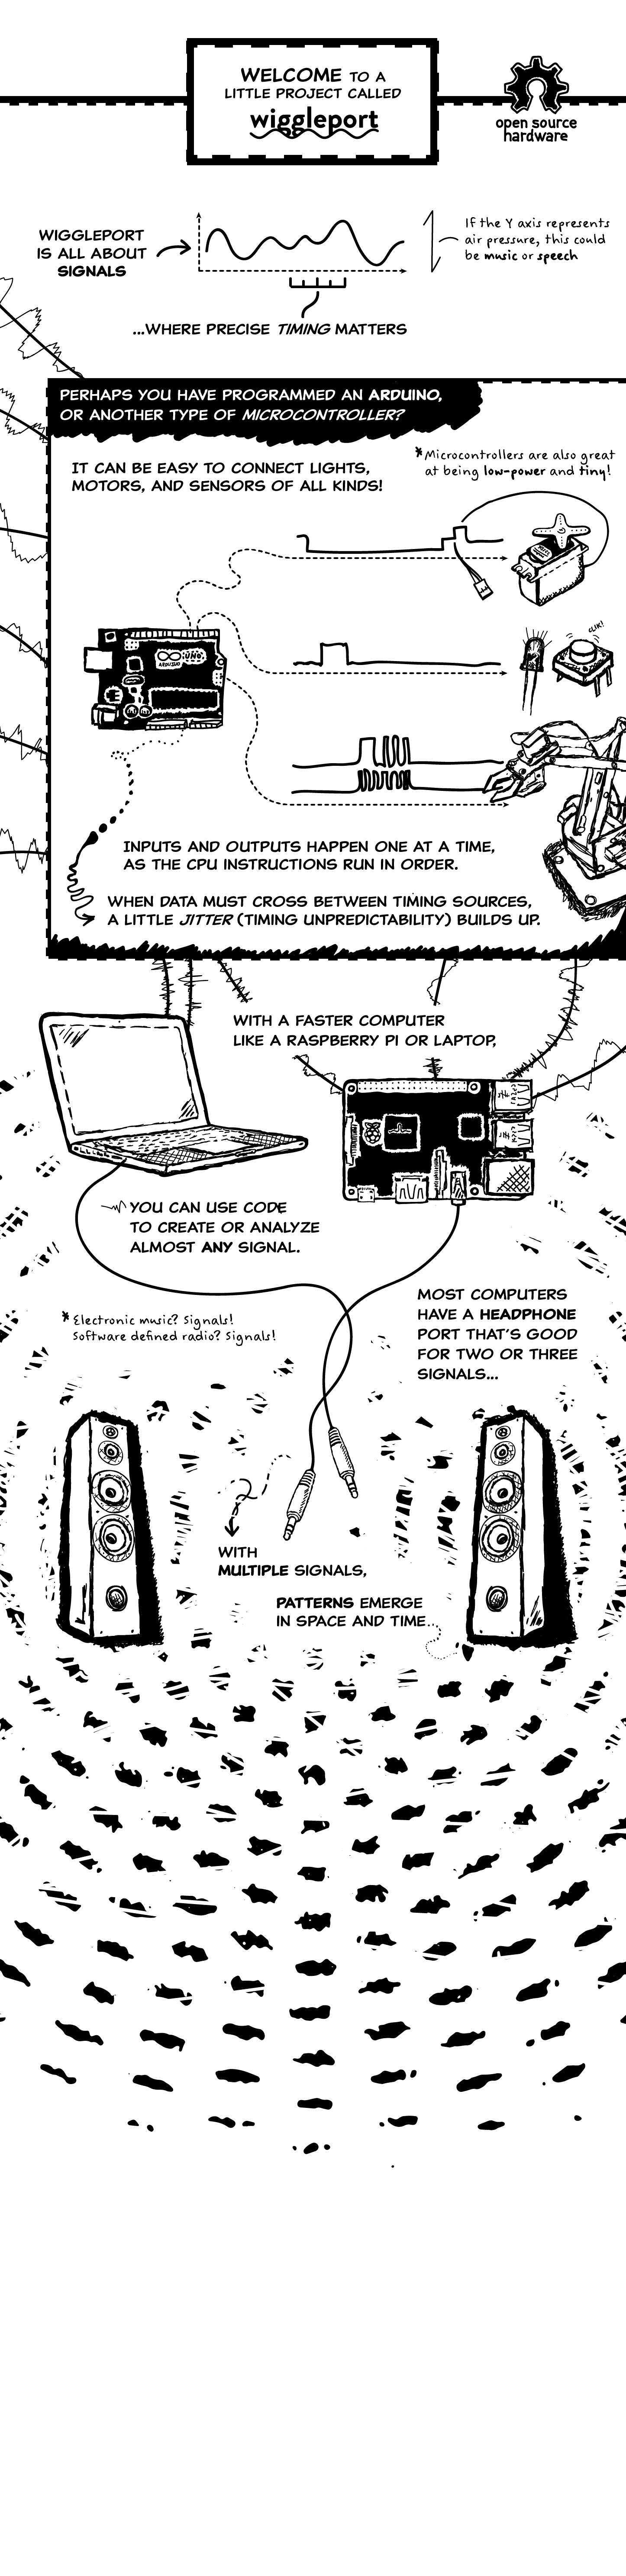 WELCOME TO A
LITTLE PROJECT CALLED
wiggleport
open source
hardware
WIGGLEPORT
IS ALL ABOUT
SIGNALS
If the Y axis represents
air pressure, this could
be music or speech
...WHERE PRECISE TIMING MATTERS
PERHAPS YOU HAVE PROGRAMMED AN ARDUINO,
OR ANOTHER TYPE OF MICROCONTROLLER?
*Microcontrollers are also great
at being low-power and tiny!
IT CAN BE EASY TO CONNECT LIGHTS,
MOTORS, AND SENSORS OF ALL KINDS!
CLIK!
UNO
ARDUINO
INPUTS AND OUTPUTS HAPPEN ONE AT A TIME,
AS THE CPU INSTRUCTIONS RUN IN ORDER.
WHEN DATA MUST CROSS BETWEEN TIMING SOURCES,
A LITTLE JITTER (TIMING UNPREDICTABILITY) BUILDS UP.
WITH A FASTER COMPUTER
LIKE A RASPBERRY PI OR LAPTOP,
YOU CAN USE CODE
TO CREATE OR ANALYZE
ALMOST ANY SIGNAL.
*Electronic music? Signals!
Software defined radio? Signals!
MOST COMPUTERS
HAVE A HEADPHONE
PORT THAT'S GOOD
FOR TWO OR THREE
SIGNALS...
WITH
MULTIPLE SIGNALS,
PATTERNS EMERGE
IN SPACE AND TIME...